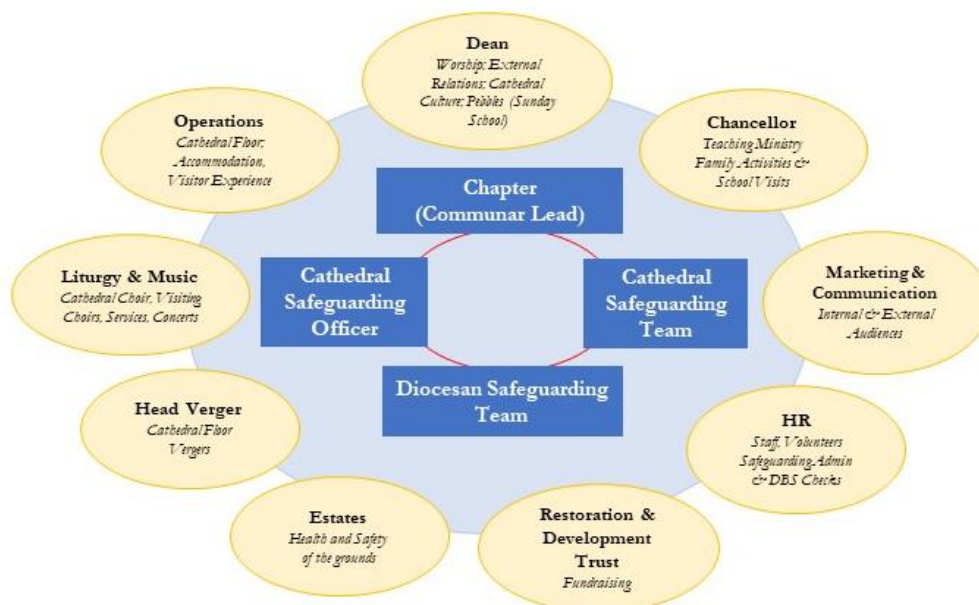 Dean
Worship; External
Relations; Cathedral
Culture; Pebbles (Sunday
School)
Operations
Cathedral Floor;
Accommodation,
Visitor Experience
Chancellor
Teaching Ministry
Family Activities &
School Visits
Chapter
(Communar Lead)
Liturgy & Music
Cathedral Choir, Visiting
Choirs, Services, Concerts
Cathedral
Safeguarding
Officer
Cathedral
Safeguarding
Team
Marketing &
Communication
Internal & External
Audiences
Diocesan Safeguarding
Team
Head Verger
Cathedral Floor
Vergers
HR
Staff, Volunteers
Safeguarding Admin
& DBS Checks
Estates
Health and Safety
of the grounds
Restoration &
Development
Trust
Fundraising